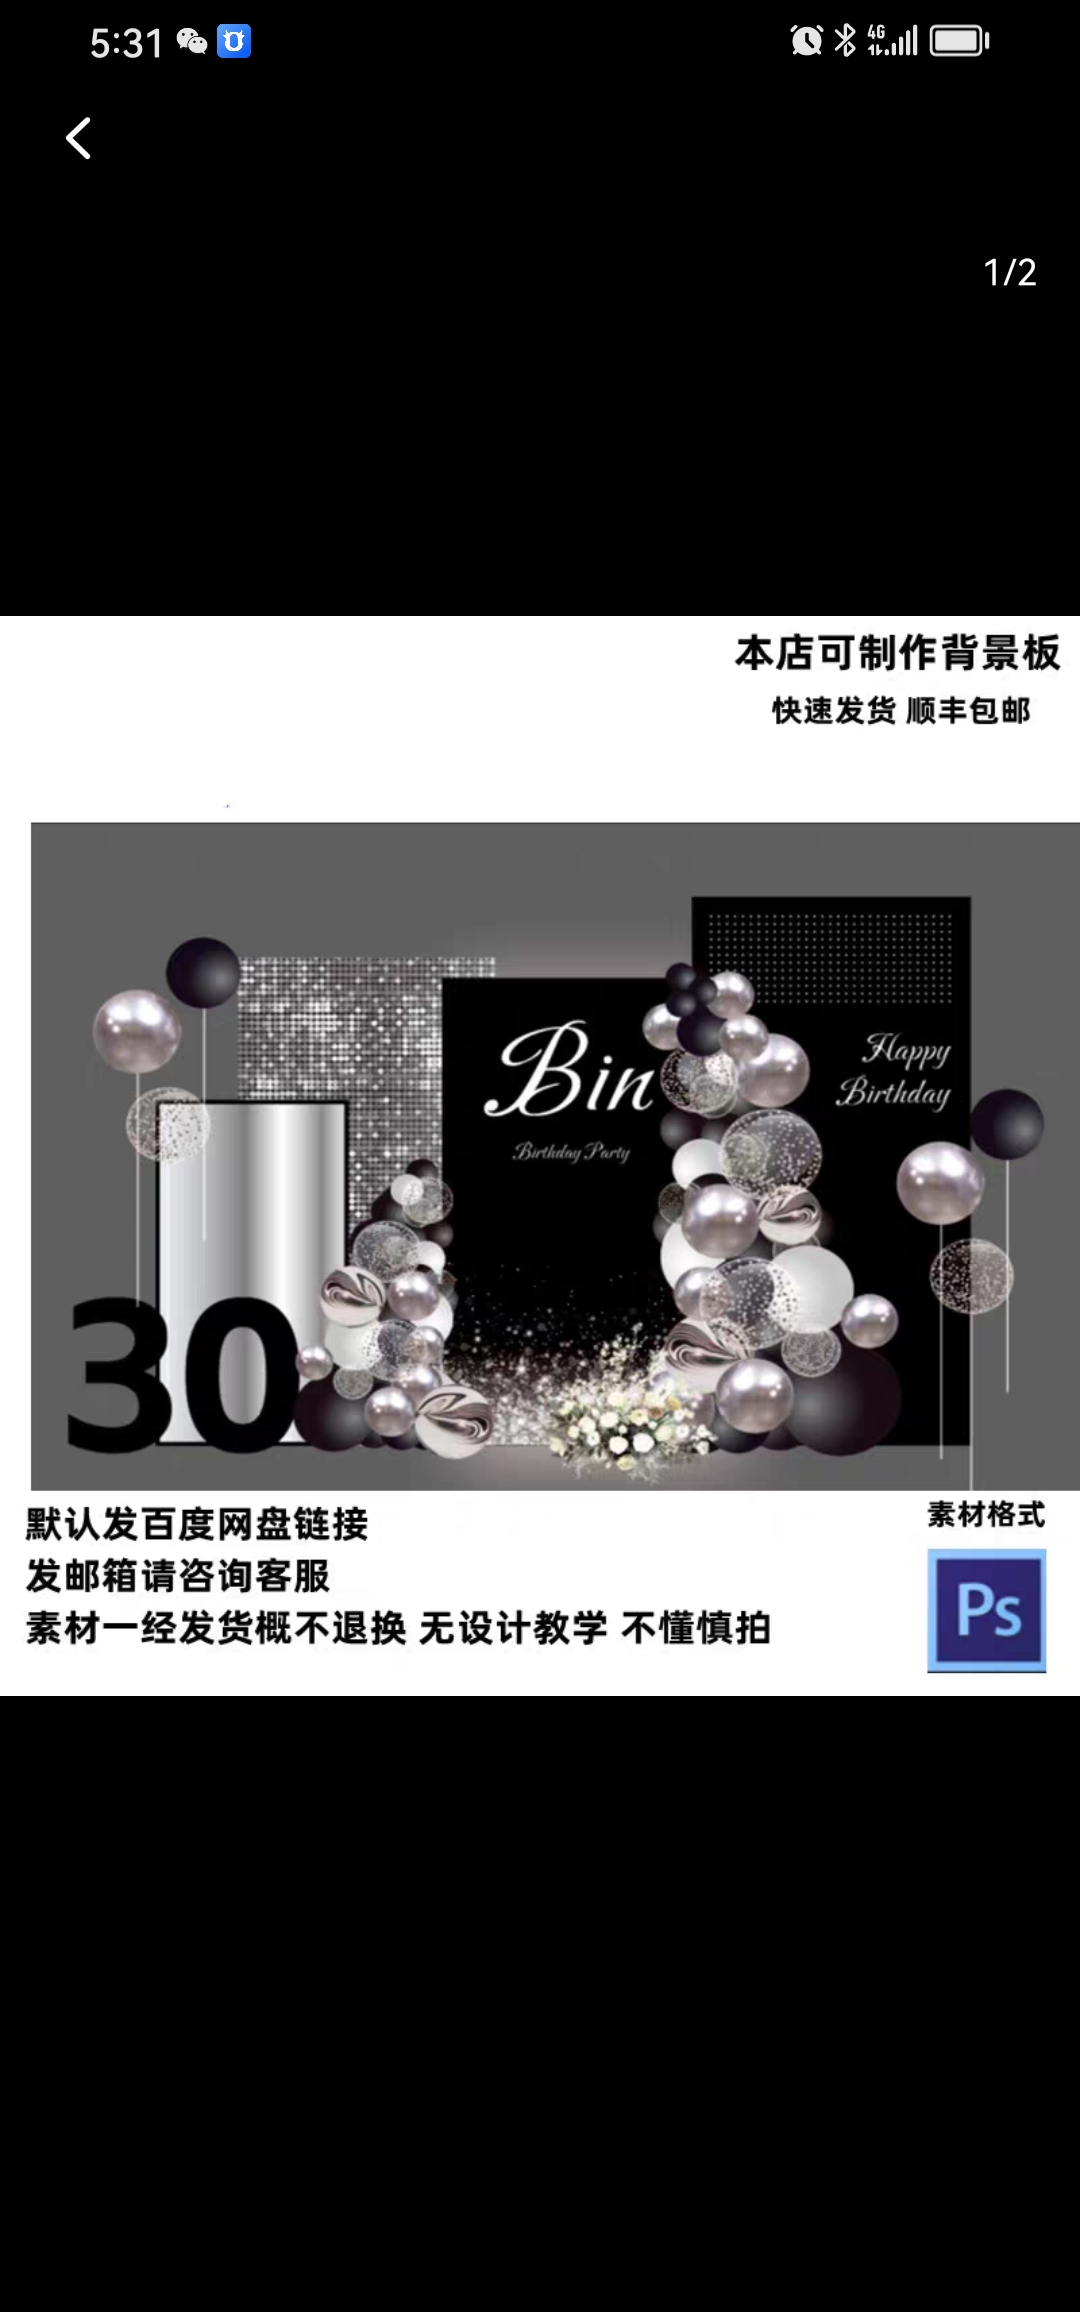 5:31
4G
1/2
本店可制作背景板
快速发货 顺丰包邮
Bin
Birthday Party
Happy
Birthday
30
默认发百度网盘链接
发邮箱请咨询客服
素材一经发货概不退换 无设计教学 不懂慎拍
素材格式
Ps